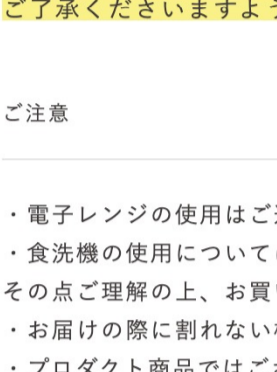 ご了承くださいますよ
ご注意
・電子レンジの使用はご
・食洗機の使用について
その点ご理解の上、お買
・お届けの際に割れない
・プロダクト商品ではご